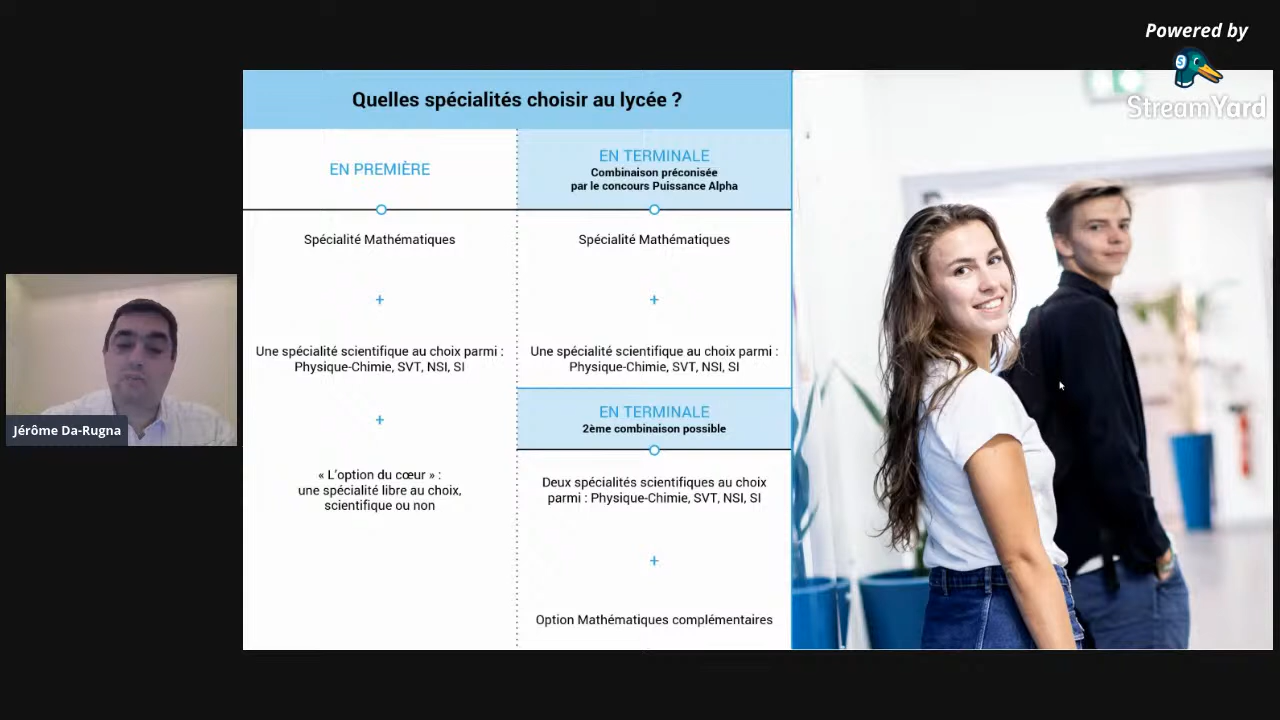 Powered by
StreamYard
Quelles spécialités choisir au lycée ?
EN PREMIÈRE
Spécialité Mathématiques
+
Une spécialité scientifique au choix parmi :
Physique-Chimie, SVT, NSI, SI
+
« L'option du cœur » :
une spécialité libre au choix,
scientifique ou non
EN TERMINALE
Combinaison préconisée
par le concours Puissance Alpha
Spécialité Mathématiques
+
Une spécialité scientifique au choix parmi :
Physique-Chimie, SVT, NSI, SI
EN TERMINALE
2ème combinaison possible
Deux spécialités scientifiques au choix
parmi : Physique-Chimie, SVT, NSI, SI
+
Option Mathématiques complémentaires
Jérôme Da-Rugna